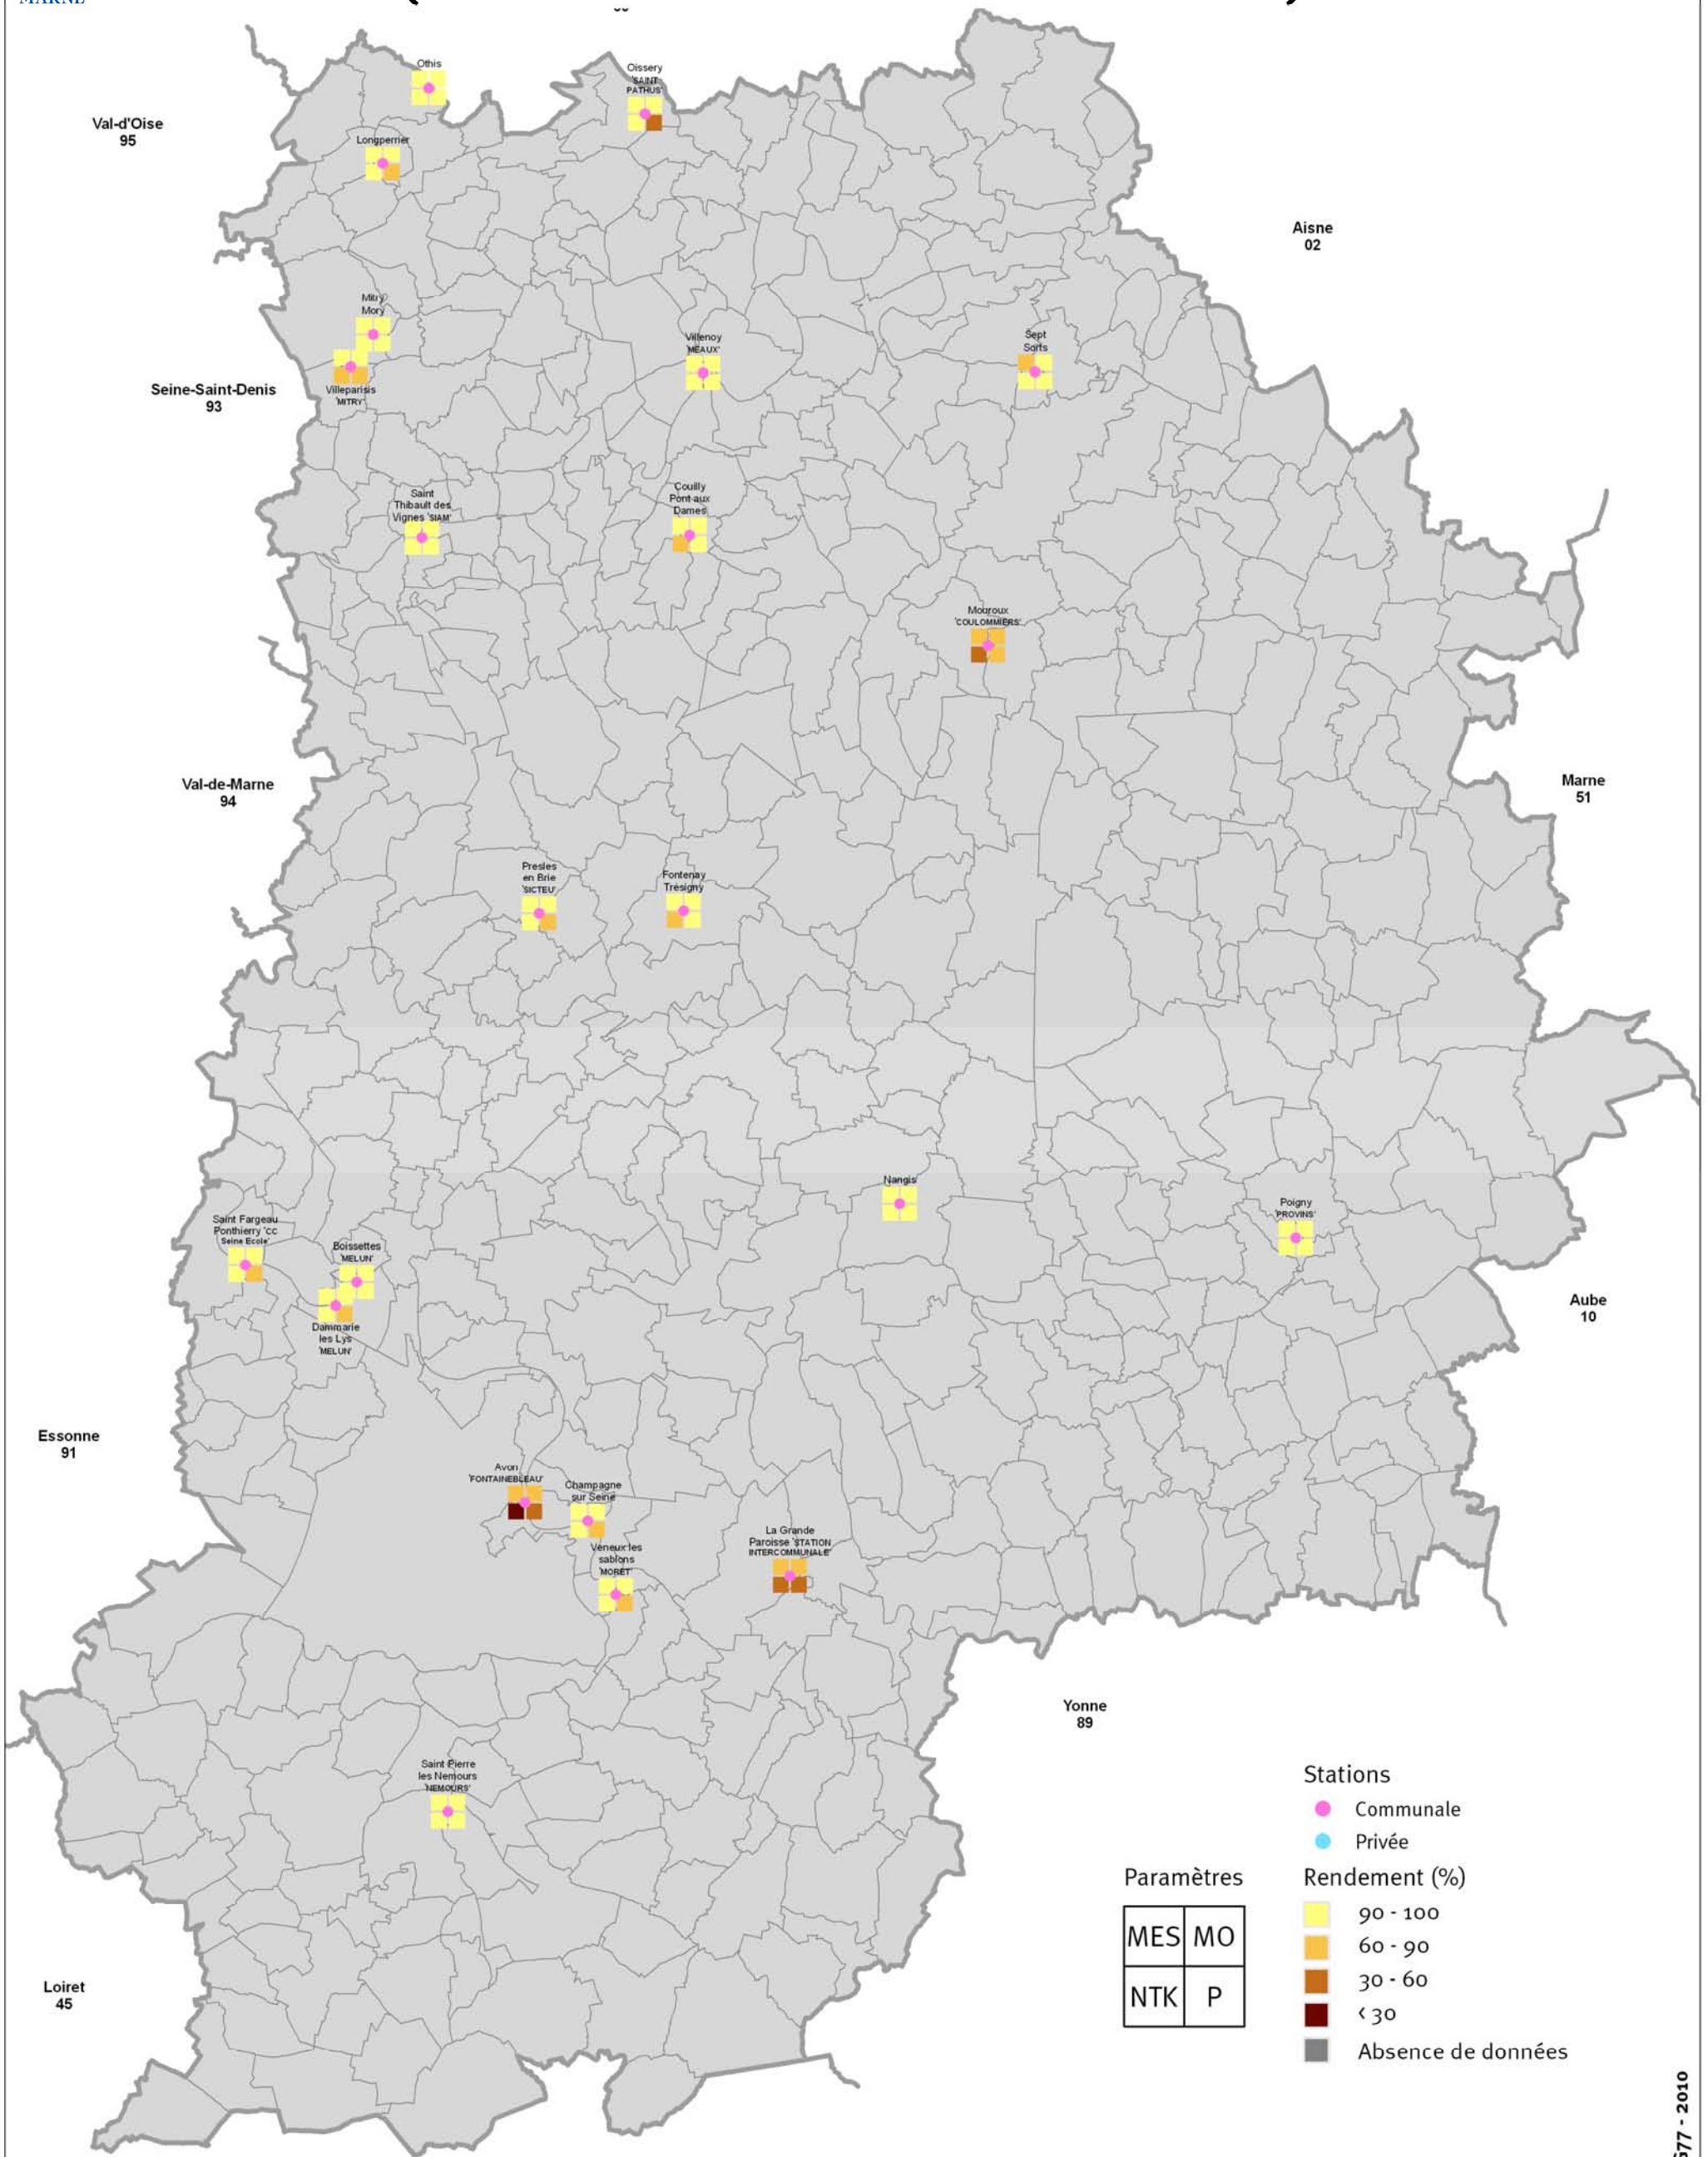 MARNE
Othis
Oissery
'SAINT
PATHUS'
Val-d'Oise
95
Longperrier
Aisne
02
Mitry
Mory
Villenoy
'MEAUX'
Sept
Sorts
Seine-Saint-Denis
93
Villeparisis
'MITRY'
Saint
Thibault des
Vignes 'SIAM'
Couilly
Pont aux
Dames
Mouroux
'COULOMMIERS'
Val-de-Marne
94
Marne
51
Presles
en Brie
'SICTEU'
Fontenay
Trésigny
Nangis
Poigny
'PROVINS'
Saint Fargeau
Ponthierry 'CC
Seine Ecole'
Boissettes
'MELUN'
Dammarie
les Lys
'MELUN'
Aube
10
Essonne
91
Avon
'FONTAINEBLEAU'
Champagne
sur Seine
La Grande
Paroisse 'STATION
INTERCOMMUNALE'
Veneux les
sablons
'MORET'
Yonne
89
Saint Pierre
les Nemours
'NEMOURS'
Loiret
45
Stations
Communale
Privée
Paramètres
MES MO
NTK P
Rendement (%)
90 - 100
60 - 90
30 - 60
< 30
Absence de données
77 - 2010